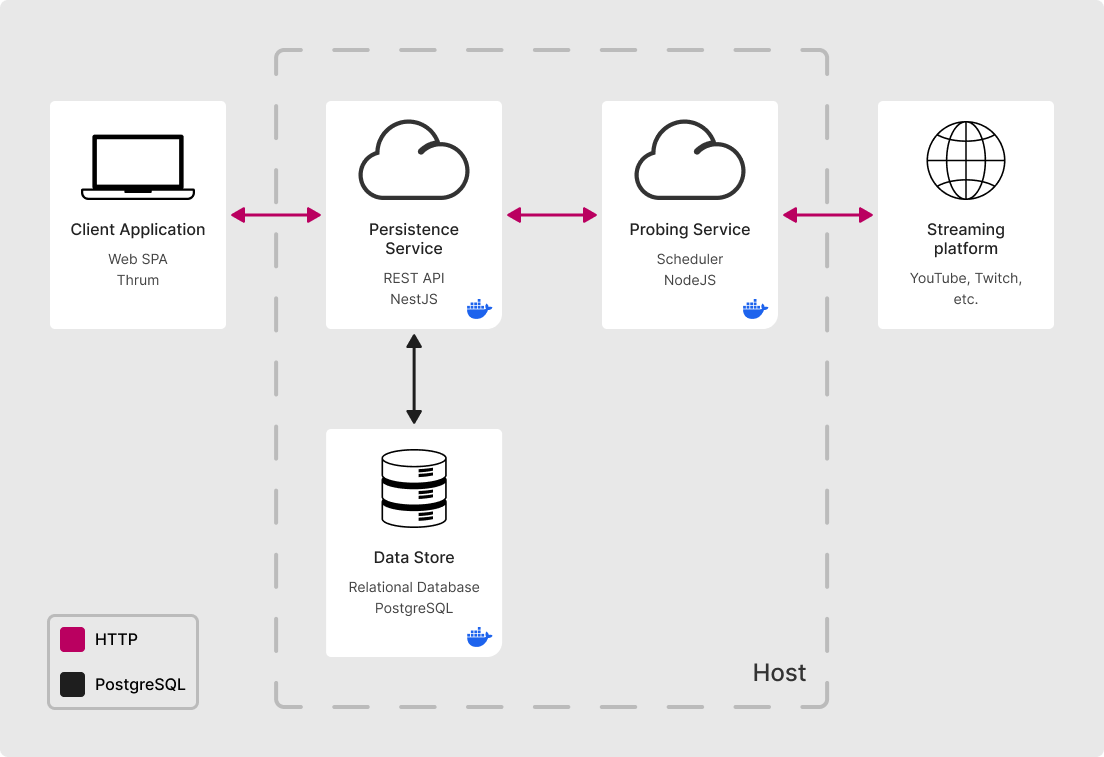 Client Application
Web SPA
Thrum
Persistence
Service
REST API
NestJS
Probing Service
Scheduler
NodeJS
Streaming
platform
YouTube, Twitch,
etc.
Data Store
Relational Database
PostgreSQL
HTTP
PostgreSQL
Host